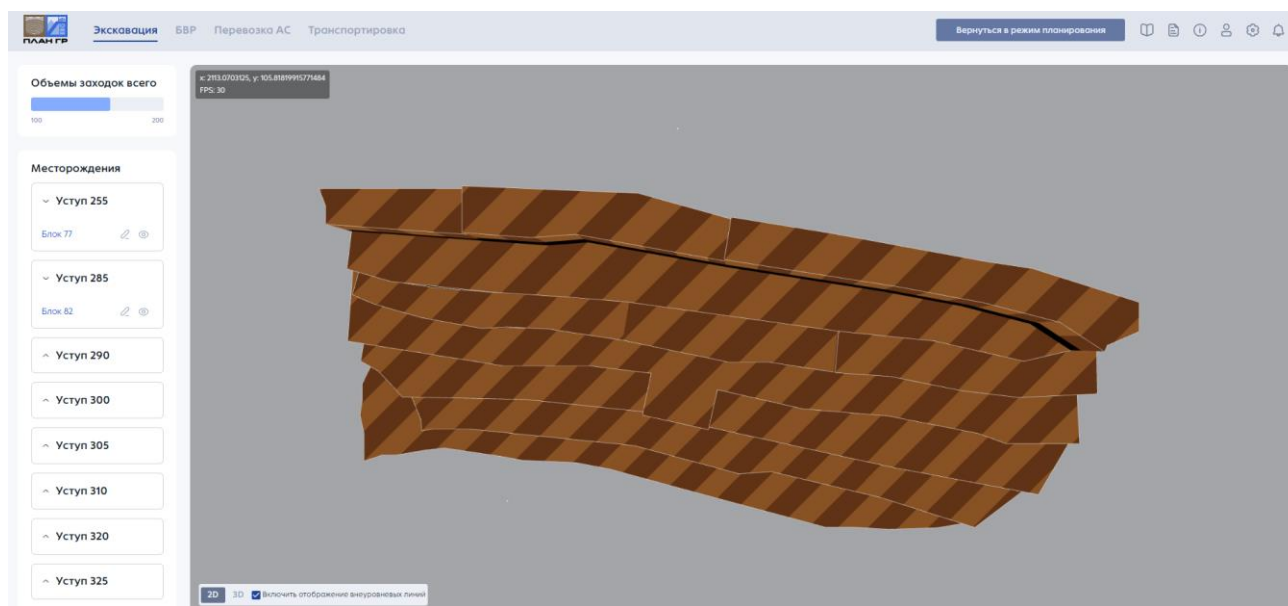 ПЛАН ГР
Экскавация БВР Перевозка АС Транспортировка
Вернуться в режим планирования
Объемы заходок всего
100 200
x: 2113.0703125, y: 105.81819915771484
FPS: 30
Месторождения
Уступ 255
Блок 77
Уступ 285
Блок 82
Уступ 290
Уступ 300
Уступ 305
Уступ 310
Уступ 320
Уступ 325
2D 3D Включить отображение внеуровневых линий